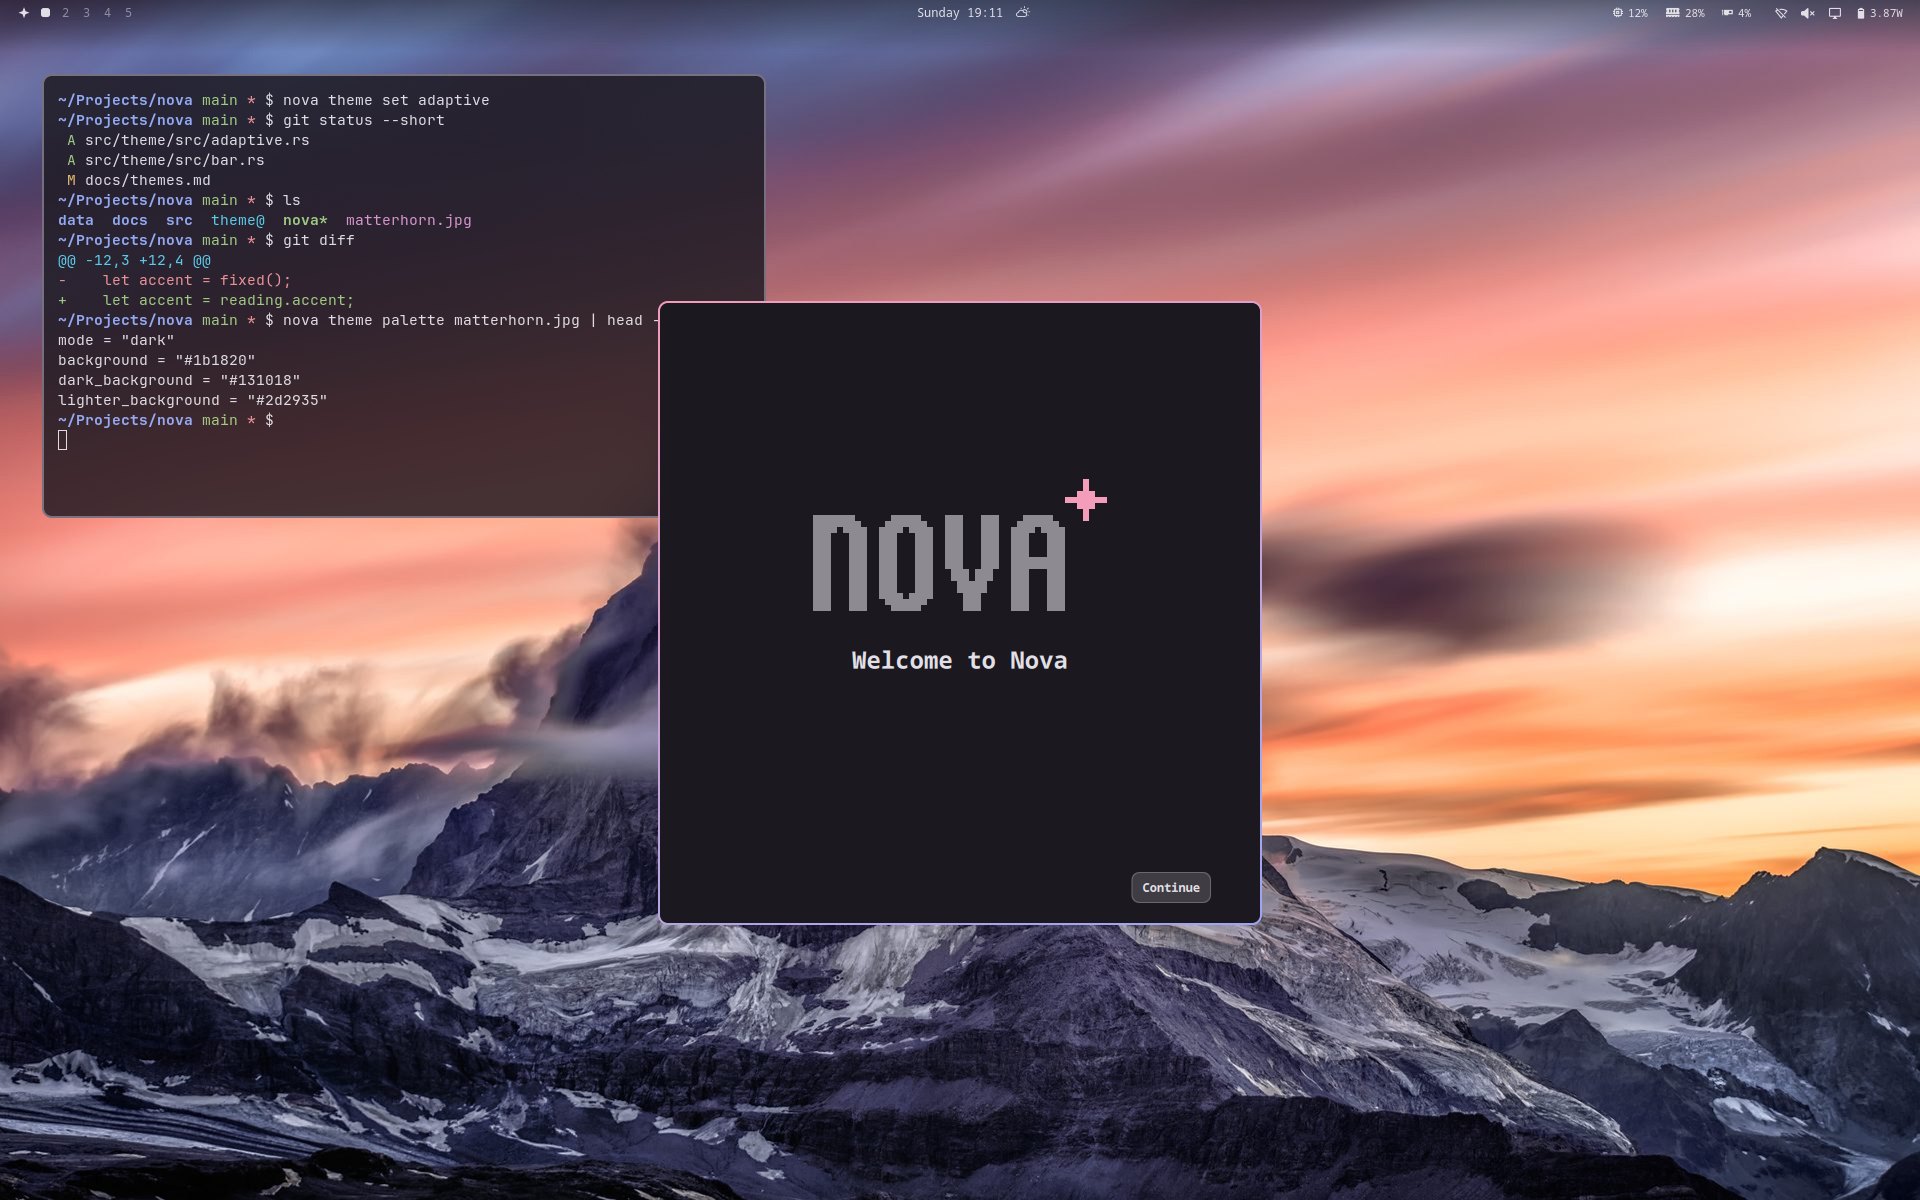 2 3 4 5
Sunday 19:11
12% 28% 4% 3.87W
~/Projects/nova main * $ nova theme set adaptive
~/Projects/nova main * $ git status --short
A src/theme/src/adaptive.rs
A src/theme/src/bar.rs
M docs/themes.md
~/Projects/nova main * $ ls
data docs src theme@ nova* matterhorn.jpg
~/Projects/nova main * $ git diff
@@ -12,3 +12,4 @@
-    let accent = fixed();
+    let accent = reading.accent;
~/Projects/nova main * $ nova theme palette matterhorn.jpg | head -
mode = "dark"
background = "#1b1820"
dark_background = "#131018"
lighter_background = "#2d2935"
~/Projects/nova main * $
NOVA
Welcome to Nova
Continue